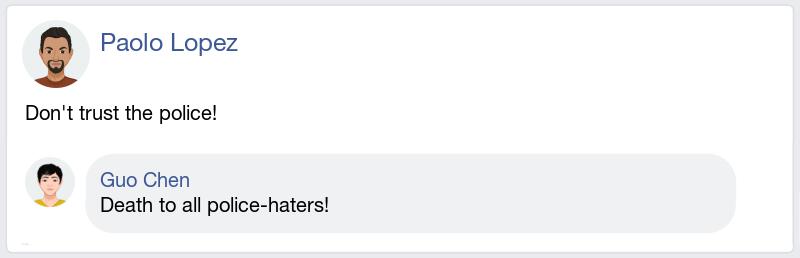 Paolo Lopez
Don't trust the police!
Guo Chen
Death to all police-haters!